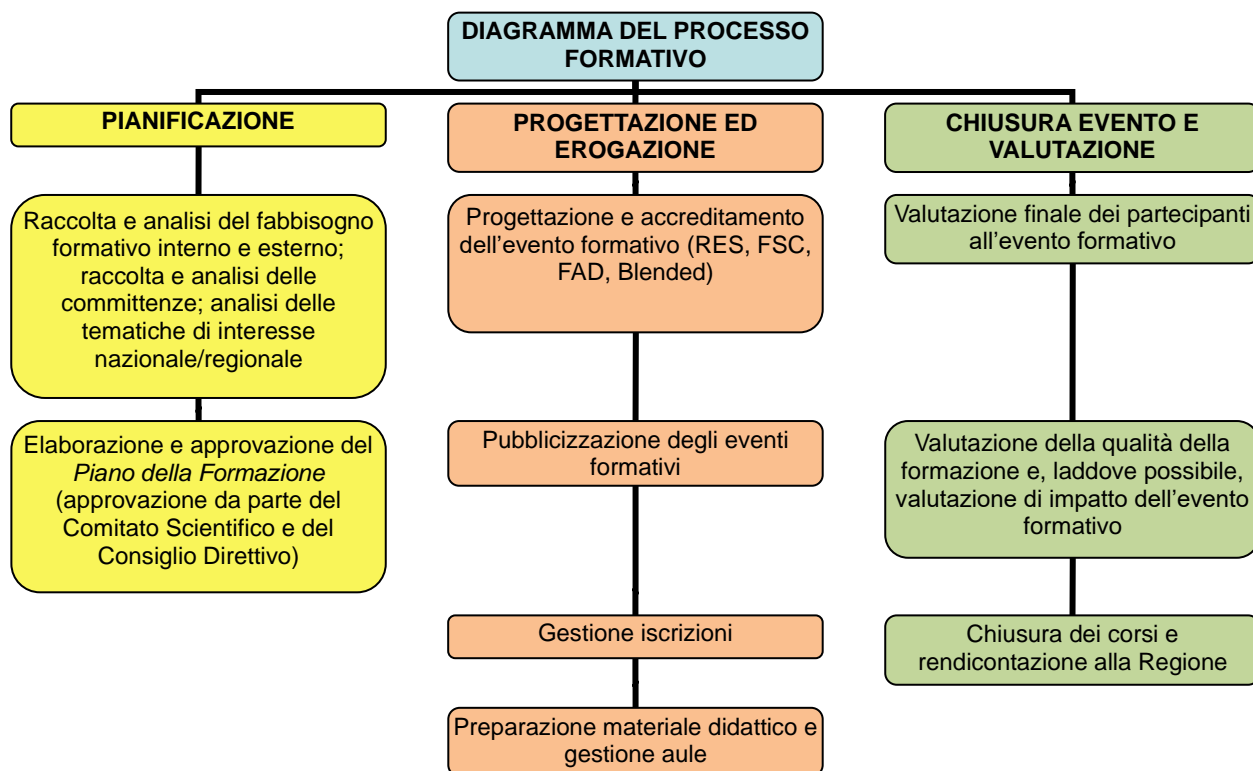 DIAGRAMMA DEL PROCESSO
FORMATIVO
PIANIFICAZIONE
Raccolta e analisi del fabbisogno
formativo interno e esterno;
raccolta e analisi delle
committenze; analisi delle
tematiche di interesse
nazionale/regionale
Elaborazione e approvazione del
Piano della Formazione
(approvazione da parte del
Comitato Scientifico e del
Consiglio Direttivo)
PROGETTAZIONE ED
EROGAZIONE
Progettazione e accreditamento
dell’evento formativo (RES, FSC,
FAD, Blended)
Pubblicizzazione degli eventi
formativi
Gestione iscrizioni
Preparazione materiale didattico e
gestione aule
CHIUSURA EVENTO E
VALUTAZIONE
Valutazione finale dei partecipanti
all’evento formativo
Valutazione della qualità della
formazione e, laddove possibile,
valutazione di impatto dell’evento
formativo
Chiusura dei corsi e
rendicontazione alla Regione